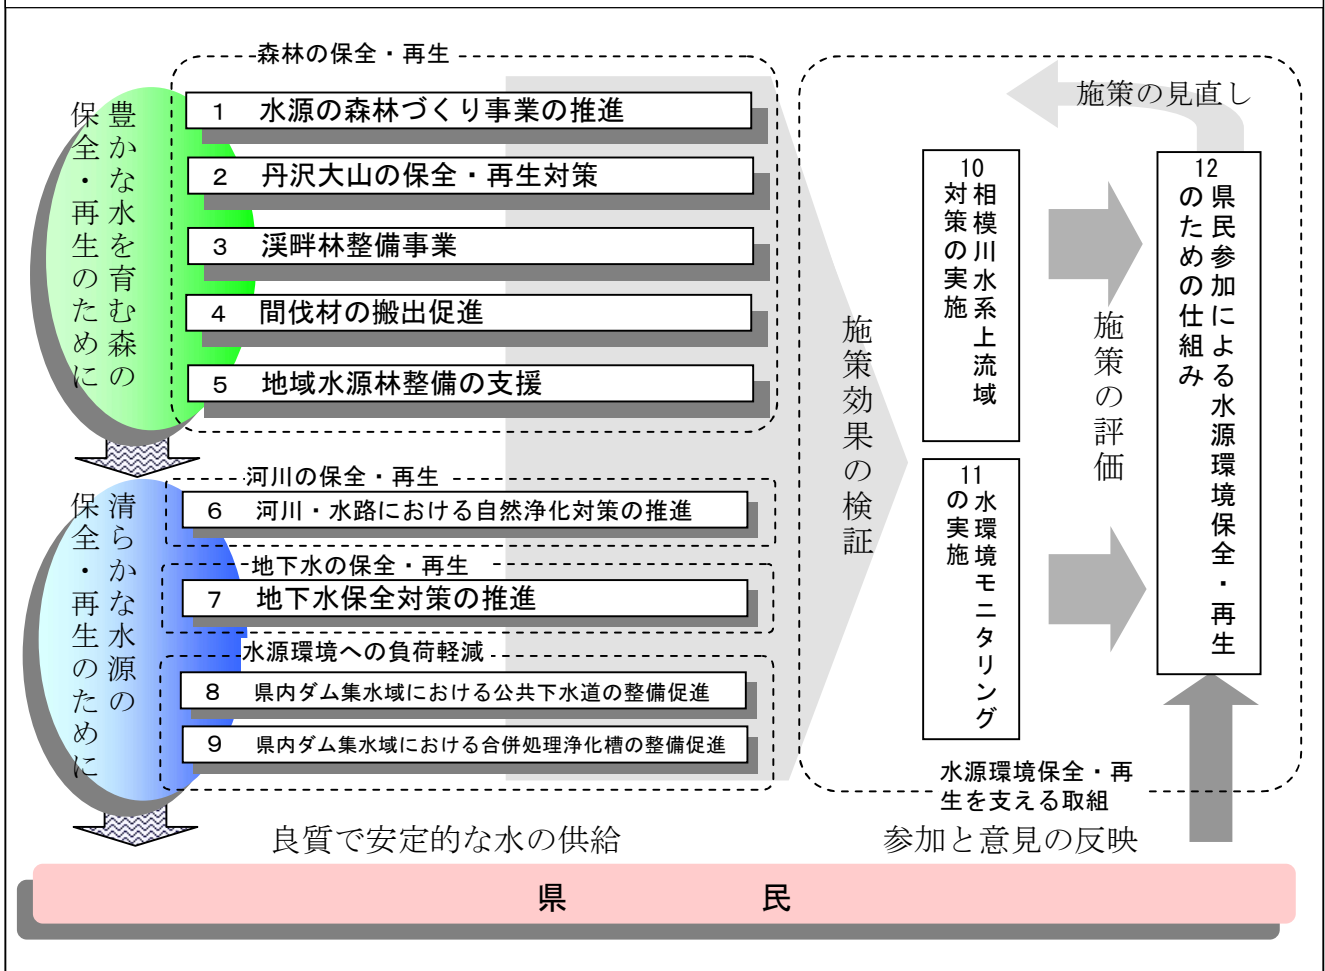 豊かな水を育む森の
保全・再生のために
森林の保全・再生
1 水源の森林づくり事業の推進
2 丹沢大山の保全・再生対策
3 渓畔林整備事業
4 間伐材の搬出促進
5 地域水源林整備の支援
清らかな水源の
保全・再生のために
河川の保全・再生
6 河川・水路における自然浄化対策の推進
地下水の保全・再生
7 地下水保全対策の推進
水源環境への負荷軽減
8 県内ダム集水域における公共下水道の整備促進
9 県内ダム集水域における合併処理浄化槽の整備促進
施策効果の検証
10
相模川水系上流域
対策の実施
11
水環境モニタリング
の実施
施策の評価
施策の見直し
12
県民参加による水源環境保全・再生
のための仕組み
水源環境保全・再
生を支える取組
良質で安定的な水の供給
参加と意見の反映
県 民